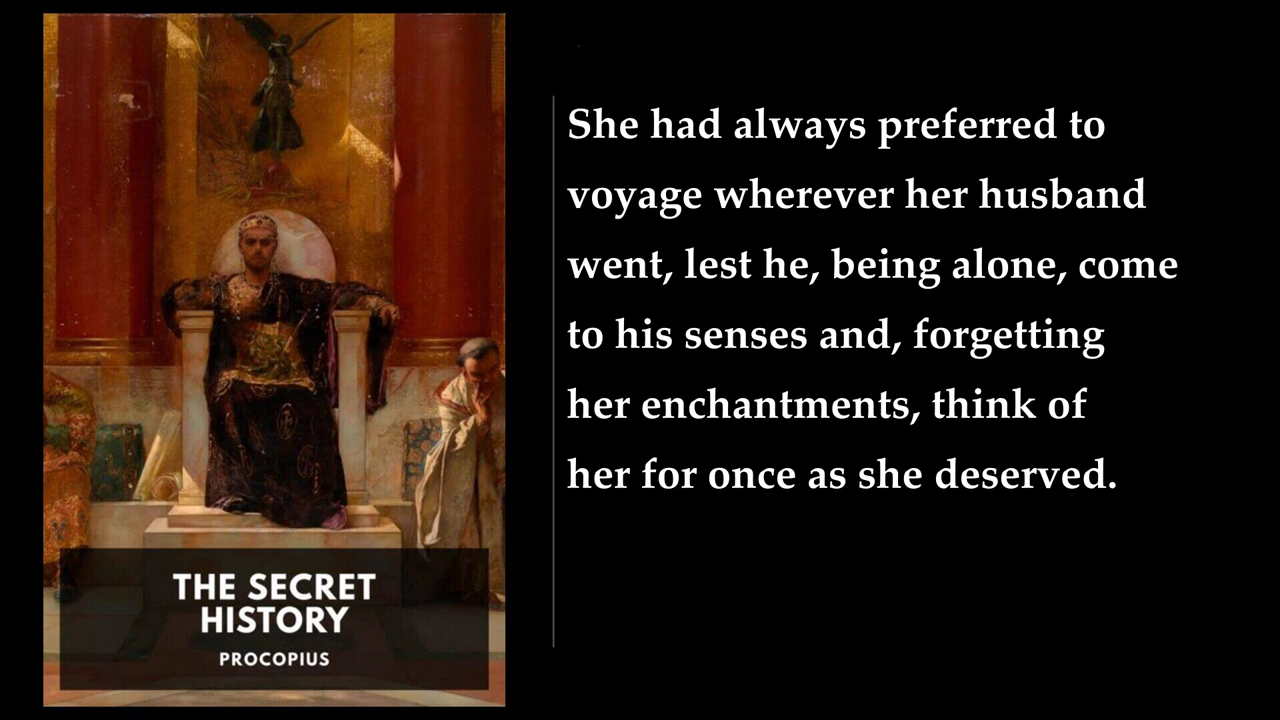 THE SECRET
HISTORY
PROCOPIUS
She had always preferred to
voyage wherever her husband
went, lest he, being alone, come
to his senses and, forgetting
her enchantments, think of
her for once as she deserved.